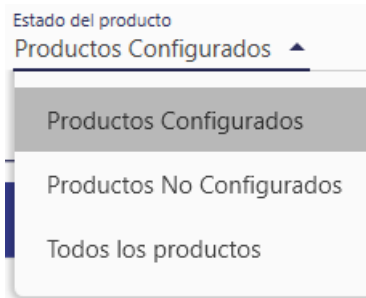 Estado del producto
Productos Configurados
Productos Configurados
Productos No Configurados
Todos los productos